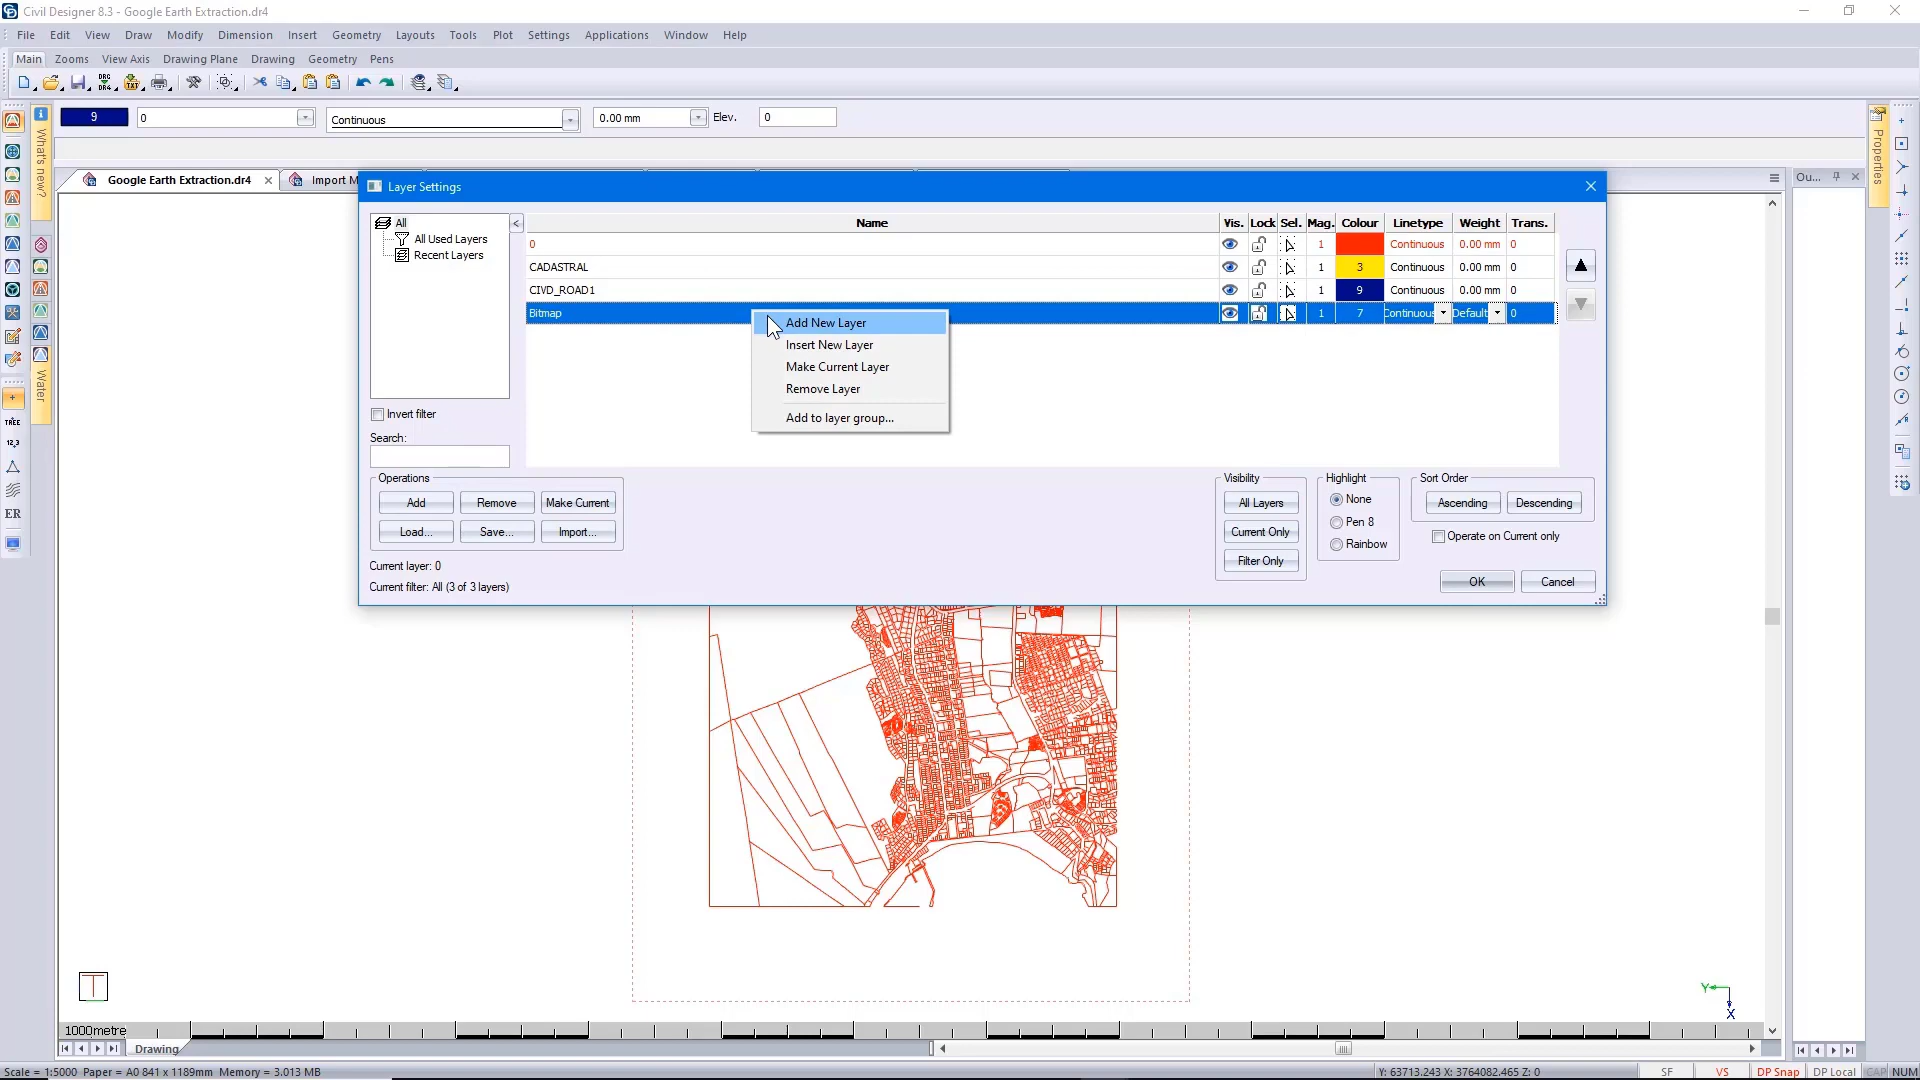 Civil Designer 8.3 - Google Earth Extraction.dr4
File Edit View Draw Modify Dimension Insert Geometry Layouts Tools Plot Settings Applications Window Help
Main Zooms View Axis Drawing Plane Drawing Geometry Pens
DRG DR4 TXT
9 0 Continuous 0.00 mm Elev. 0
What's new?
Properties
Google Earth Extraction.dr4 Import M
Ou...
Layer Settings
All
All Used Layers
Recent Layers
Name Vis. Lock Sel. Mag. Colour Linetype Weight Trans.
0 1 Continuous 0.00 mm 0
CADASTRAL 1 3 Continuous 0.00 mm 0
CIVD_ROAD1 1 9 Continuous 0.00 mm 0
Bitmap 1 7 Continuous Default 0
Add New Layer
Insert New Layer
Make Current Layer
Remove Layer
Add to layer group...
Water
TREE
12.3
ER
Invert filter
Search:
Operations
Add Remove Make Current
Load... Save... Import...
Visibility
All Layers
Current Only
Filter Only
Highlight
None
Pen 8
Rainbow
Sort Order
Ascending Descending
Operate on Current only
Current layer: 0
Current filter: All (3 of 3 layers)
OK Cancel
T
Y
X
1000metre
Drawing
Scale = 1:5000 Paper = A0 841 x 1189mm Memory = 3.013 MB
Y: 63713.243 X: 3764082.465 Z: 0 SF VS DP Snap DP Local CAP NUM